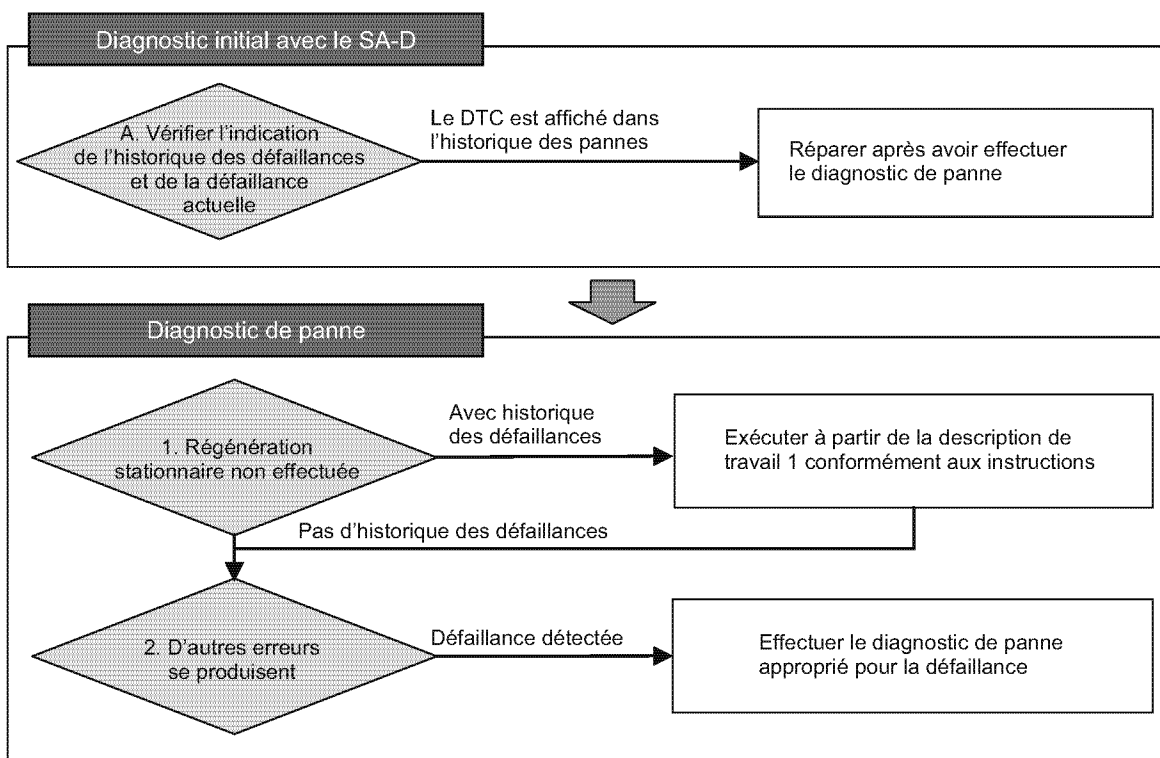 Diagnostic initial avec le SA-D
A. Vérifier l'indication
de l'historique des défaillances
et de la défaillance
actuelle
Le DTC est affiché dans
l'historique des pannes
Réparer après avoir effectuer
le diagnostic de panne
Diagnostic de panne
1. Régénération
stationnaire non effectuée
Avec historique
des défaillances
Exécuter à partir de la description de
travail 1 conformément aux instructions
Pas d'historique des défaillances
2. D'autres erreurs
se produisent
Défaillance détectée
Effectuer le diagnostic de panne
approprié pour la défaillance